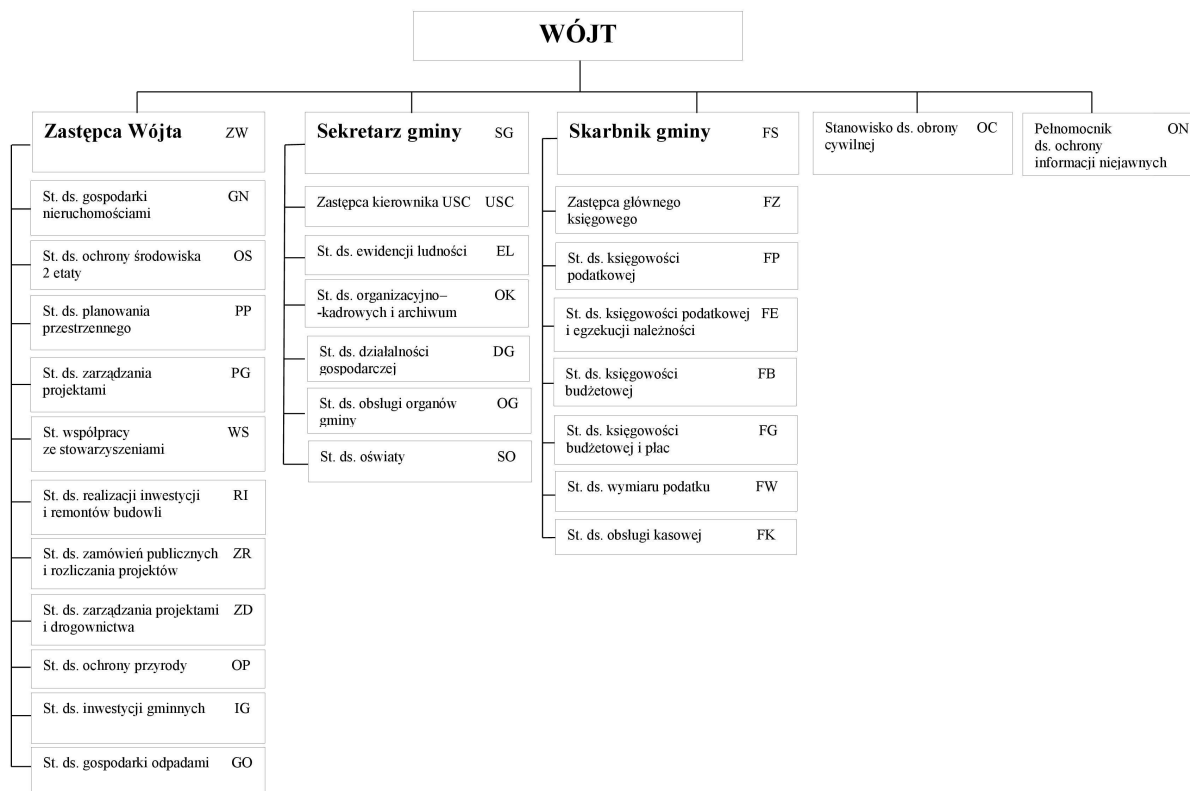 WÓJT
Zastępca Wójta ZW
St. ds. gospodarki GN
nieruchomościami
St. ds. ochrony środowiska OS
2 etaty
St. ds. planowania PP
przestrzennego
St. ds. zarządzania PG
projektami
St. współpracy WS
ze stowarzyszeniami
St. ds. realizacji inwestycji RI
i remontów budowli
St. ds. zamówień publicznych ZR
i rozliczania projektów
St. ds. zarządzania projektami ZD
i drogownictwa
St. ds. ochrony przyrody OP
St. ds. inwestycji gminnych IG
St. ds. gospodarki odpadami GO
Sekretarz gminy SG
Zastępca kierownika USC USC
St. ds. ewidencji ludności EL
St. ds. organizacyjno– OK
-kadrowych i archiwum
St. ds. działalności DG
gospodarczej
St. ds. obsługi organów OG
gminy
St. ds. oświaty SO
Skarbnik gminy FS
Zastępca głównego FZ
księgowego
St. ds. księgowości FP
podatkowej
St. ds. księgowości podatkowej FE
i egzekucji należności
St. ds. księgowości FB
budżetowej
St. ds. księgowości FG
budżetowej i płac
St. ds. wymiaru podatku FW
St. ds. obsługi kasowej FK
Stanowisko ds. obrony OC
cywilnej
Pełnomocnik ON
ds. ochrony
informacji niejawnych